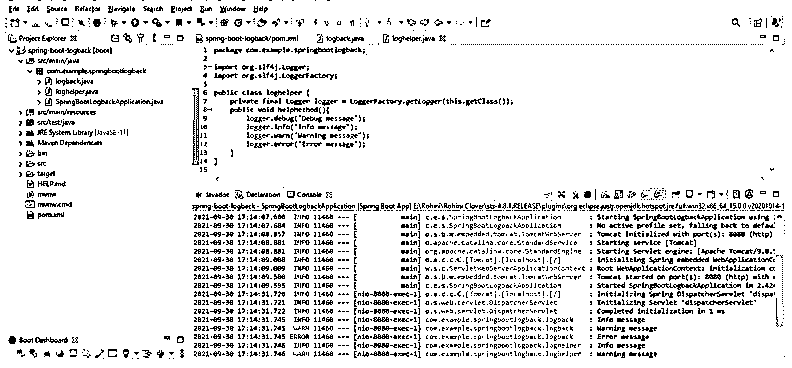 File Edit Source Refactor Navigate Search Project Run Window Help
Project Explorer
spring-boot-logback [boot]
src/main/java
com.example.springbootlogback
logback.java
loghelper.java
SpringBootLogbackApplication.java
src/main/resources
src/test/java
JRE System Library [JavaSE-11]
Maven Dependencies
bin
src
target
HELP.md
mvnw
mvnw.cmd
pom.xml
Boot Dashboard
spring-boot-logback/pom.xml logback.java loghelper.java
1 package com.example.springbootlogback;
2
3 import org.slf4j.Logger;
4 import org.slf4j.LoggerFactory;
5
6 public class loghelper {
7 private final Logger logger = LoggerFactory.getLogger(this.getClass());
8 public void helpmethod(){
9 logger.debug("Debug message");
10 logger.info("Info message");
11 logger.warn("Warning message");
12 logger.error("Error message");
13 }
14 }
15
Javadoc Declaration Console
spring-boot-logback - SpringBootLogbackApplication [Spring Boot App]
2021-09-30 17:14:07.680 INFO 11460 --- [ main] c.e.s.SpringBootLogbackApplication : Starting SpringBootLogbackApplication using
2021-09-30 17:14:07.684 INFO 11460 --- [ main] c.e.s.SpringBootLogbackApplication : No active profile set, falling back to defau
2021-09-30 17:14:08.857 INFO 11460 --- [ main] o.s.b.w.embedded.tomcat.TomcatWebServer : Tomcat initialized with port(s): 8080 (http)
2021-09-30 17:14:08.881 INFO 11460 --- [ main] o.apache.catalina.core.StandardService : Starting service [Tomcat]
2021-09-30 17:14:08.881 INFO 11460 --- [ main] org.apache.catalina.core.StandardEngine : Starting Servlet engine: [Apache Tomcat/9.0.
2021-09-30 17:14:09.008 INFO 11460 --- [ main] o.a.c.c.C.[Tomcat].[localhost].[/] : Initializing Spring embedded WebApplicationC
2021-09-30 17:14:09.009 INFO 11460 --- [ main] w.s.c.ServletWebServerApplicationContext : Root WebApplicationContext: initialization c
2021-09-30 17:14:09.580 INFO 11460 --- [ main] o.s.b.w.embedded.tomcat.TomcatWebServer : Tomcat started on port(s): 8080 (http) with c
2021-09-30 17:14:09.595 INFO 11460 --- [ main] c.e.s.SpringBootLogbackApplication : Started SpringBootLogbackApplication in 2.42
2021-09-30 17:14:31.720 INFO 11460 --- [nio-8080-exec-1] o.a.c.c.C.[Tomcat].[localhost].[/] : Initializing Spring DispatcherServlet 'dispa
2021-09-30 17:14:31.721 INFO 11460 --- [nio-8080-exec-1] o.s.web.servlet.DispatcherServlet : Initializing Servlet 'dispatcherServlet'
2021-09-30 17:14:31.722 INFO 11460 --- [nio-8080-exec-1] o.s.web.servlet.DispatcherServlet : Completed initialization in 1 ms
2021-09-30 17:14:31.745 INFO 11460 --- [nio-8080-exec-1] com.example.springbootlogback.logback : Info message
2021-09-30 17:14:31.745 WARN 11460 --- [nio-8080-exec-1] com.example.springbootlogback.logback : Warning message
2021-09-30 17:14:31.745 ERROR 11460 --- [nio-8080-exec-1] com.example.springbootlogback.logback : Error message
2021-09-30 17:14:31.746 INFO 11460 --- [nio-8080-exec-1] com.example.springbootlogback.loghelper : Info message
2021-09-30 17:14:31.746 WARN 11460 --- [nio-8080-exec-1] com.example.springbootlogback.loghelper : Warning message